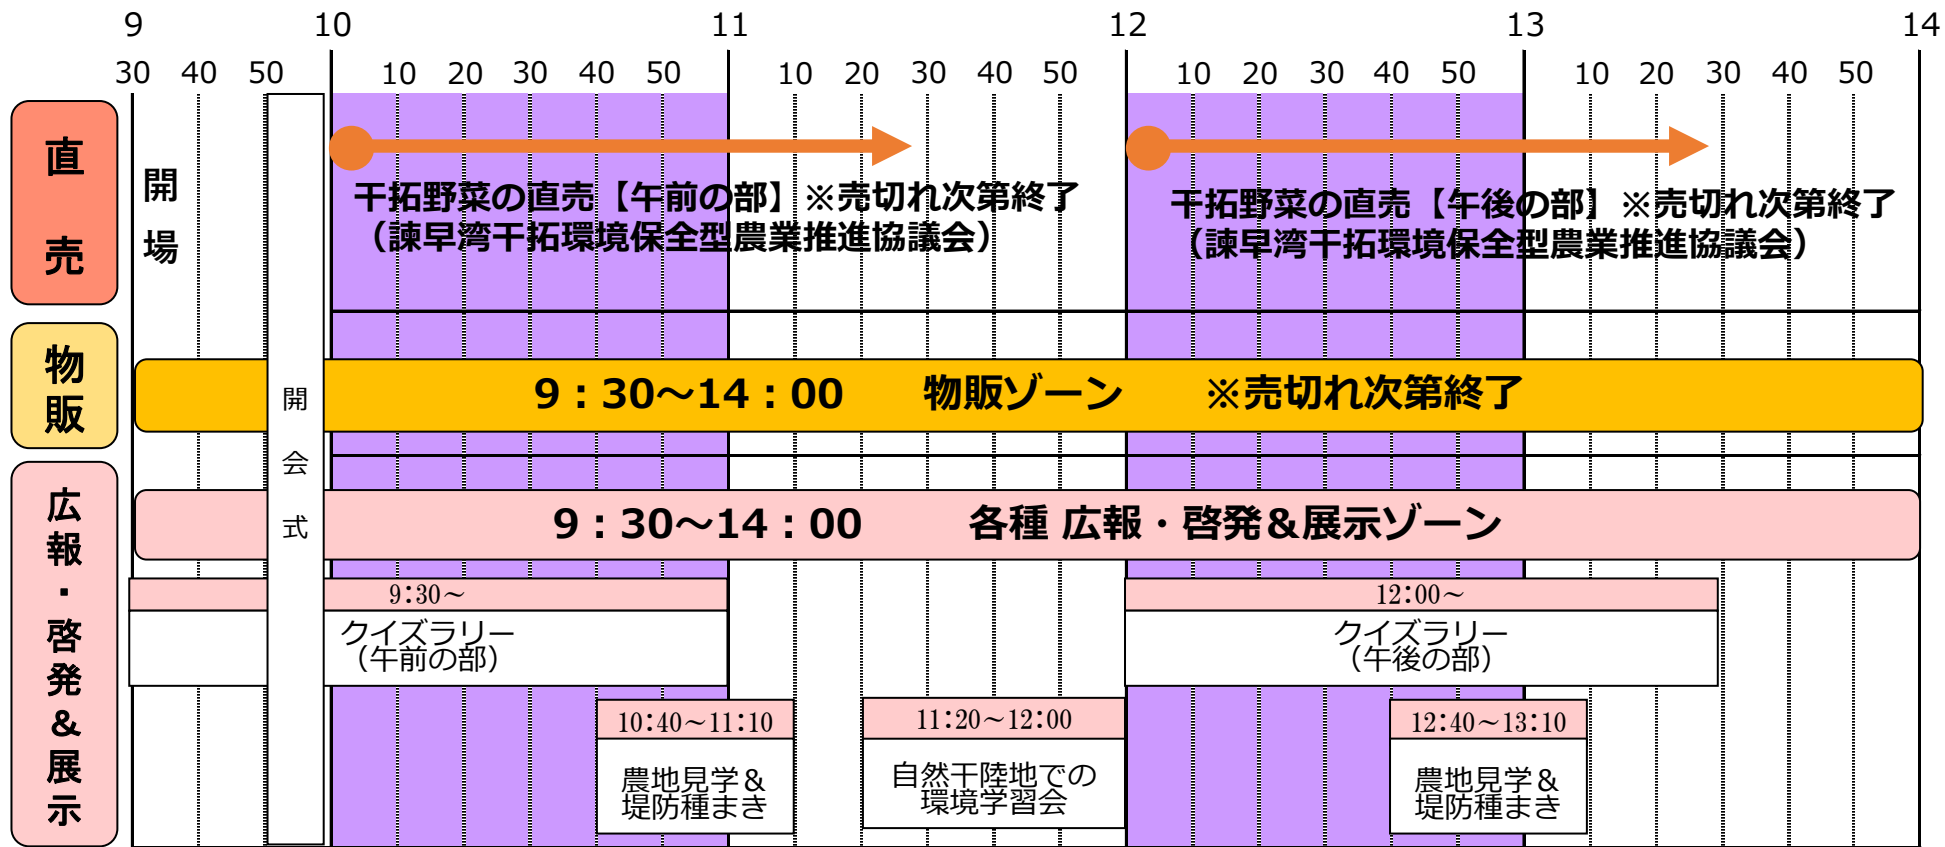 9 10 11 12 13 14
30 40 50 10 20 30 40 50 10 20 30 40 50 10 20 30 40 50 10 20 30 40 50
直売
開場
干拓野菜の直売【午前の部】※売切れ次第終了
（諫早湾干拓環境保全型農業推進協議会）
干拓野菜の直売【午後の部】※売切れ次第終了
（諫早湾干拓環境保全型農業推進協議会）
物販
開会式
9：30～14：00 物販ゾーン ※売切れ次第終了
広報・啓発＆展示
9：30～14：00 各種 広報・啓発＆展示ゾーン
9:30～
クイズラリー
（午前の部）
12:00～
クイズラリー
（午後の部）
10:40～11:10
農地見学＆
堤防種まき
11:20～12:00
自然干陸地での
環境学習会
12:40～13:10
農地見学＆
堤防種まき